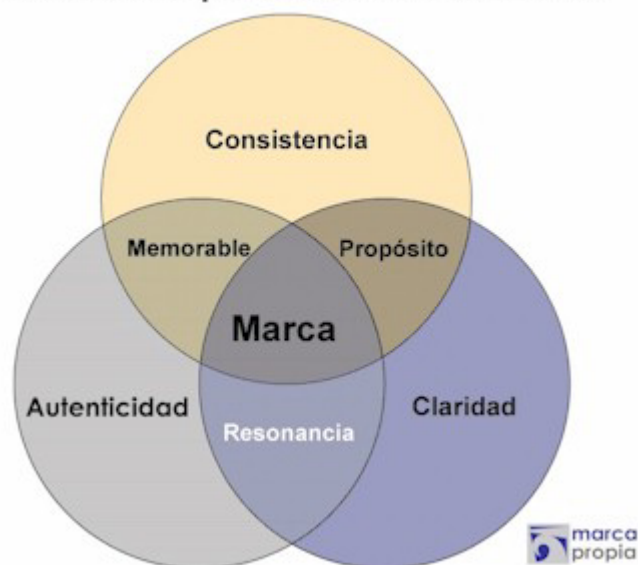 Consistencia
Memorable
Propósito
Marca
Autenticidad
Claridad
Resonancia
marca
propia